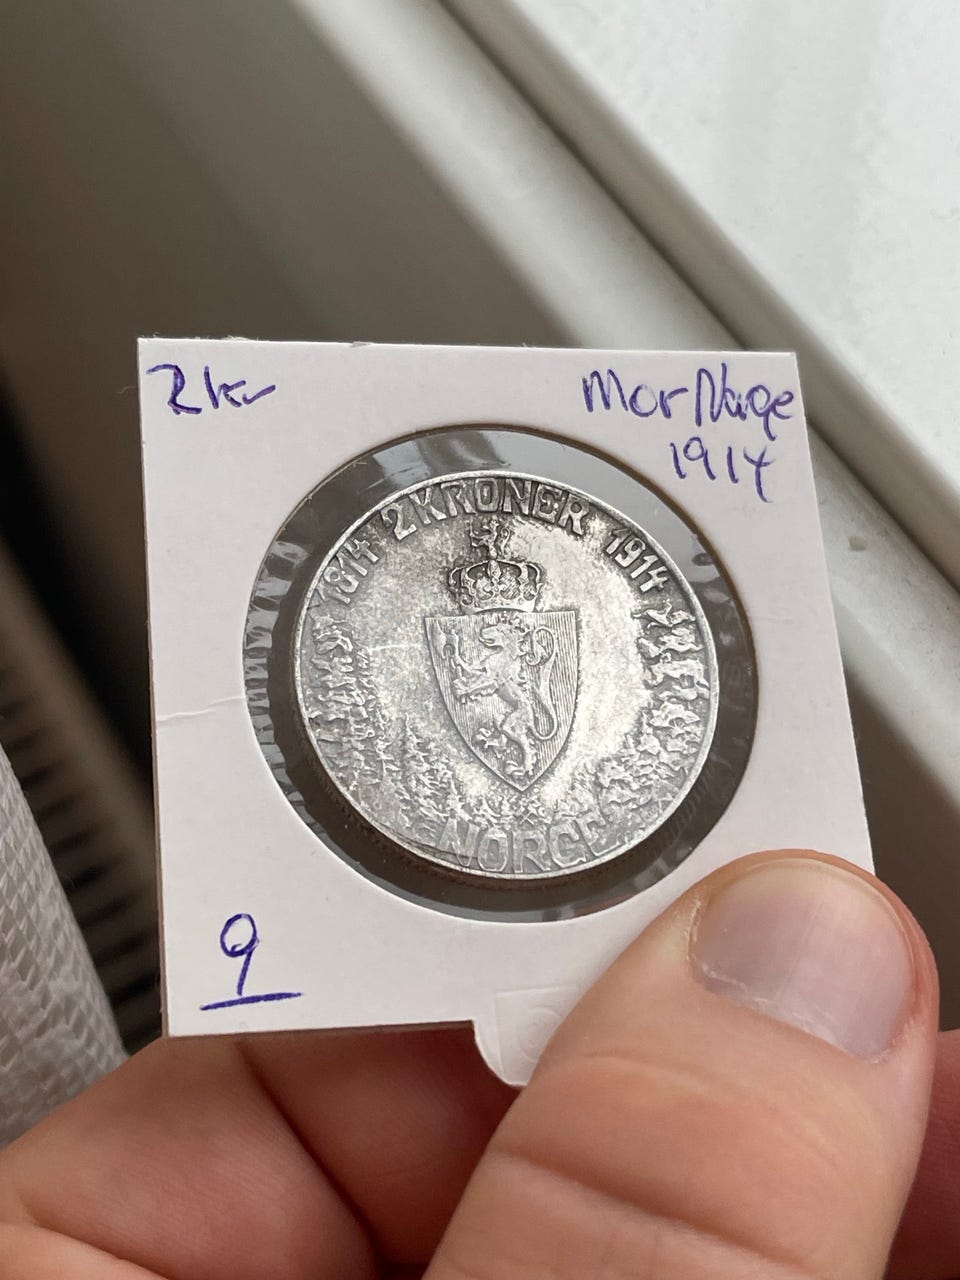 2kr
Mor Norge
1914
1814 2 KRONER 1914
NORGE
9